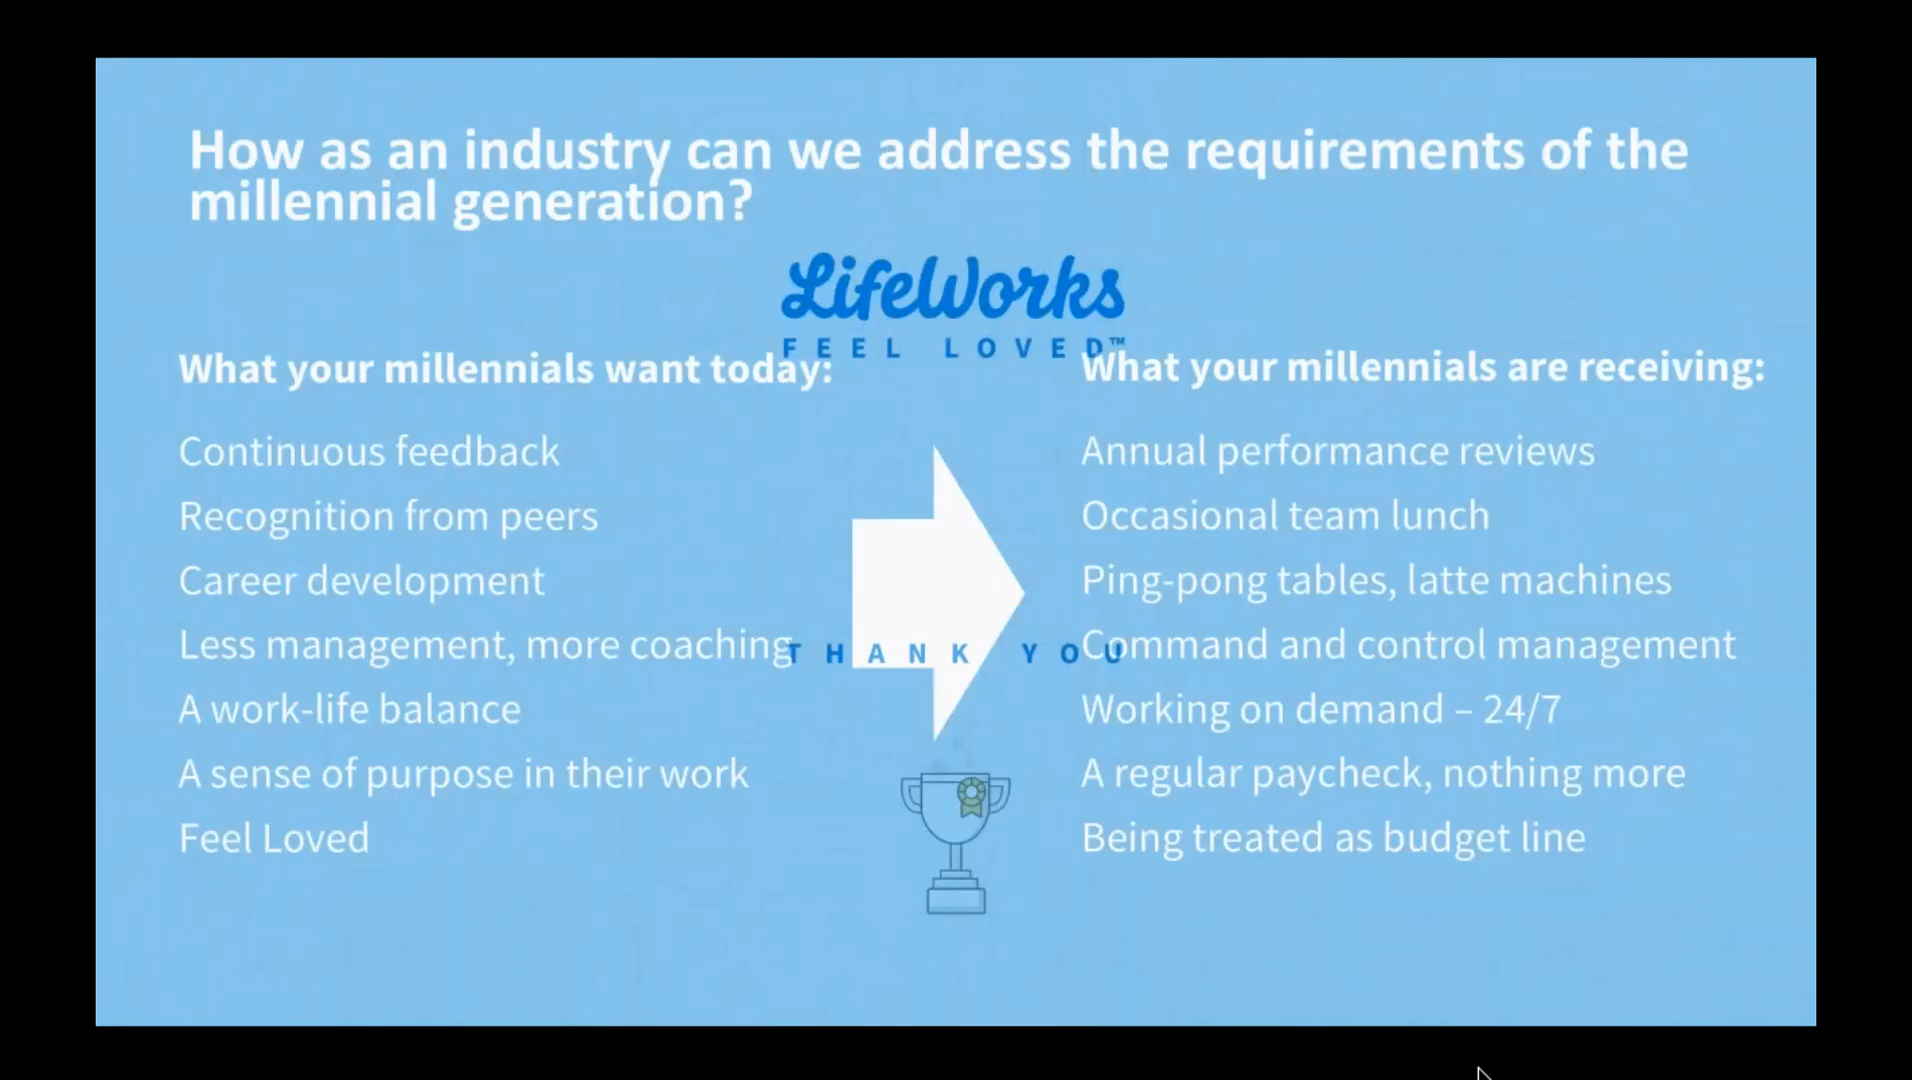 How as an industry can we address the requirements of the
millennial generation?
LifeWorks
FEEL LOVED™
What your millennials want today:
Continuous feedback
Recognition from peers
Career development
Less management, more coaching
A work-life balance
A sense of purpose in their work
Feel Loved
What your millennials are receiving:
Annual performance reviews
Occasional team lunch
Ping-pong tables, latte machines
Command and control management
Working on demand – 24/7
A regular paycheck, nothing more
Being treated as budget line
THANK YOU